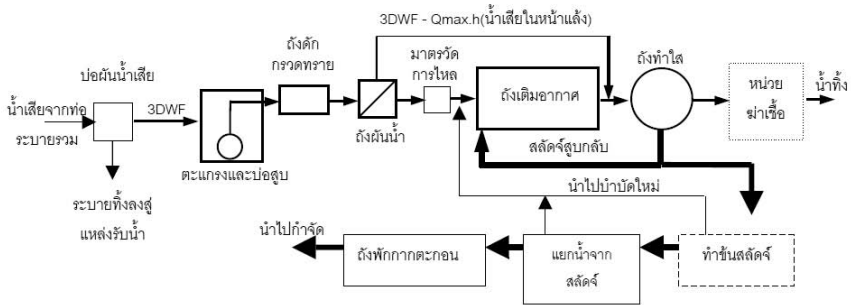 3DWF - Qmax.h(น้ำเสียในหน้าแล้ง)
บ่อผันน้ำเสีย
ถังดัก
กรวดทราย
มาตรวัด
การไหล
ถังทำใส
น้ำเสียจากท่อ
ระบายรวม
3DWF
ถังเติมอากาศ
หน่วย
ฆ่าเชื้อ
น้ำทิ้ง
ถังผันน้ำ
ตะแกรงและบ่อสูบ
สลัดจ์สูบกลับ
ระบายทิ้งลงสู่
แหล่งรับน้ำ
นำไปบำบัดใหม่
นำไปกำจัด
ถังพักกากตะกอน
แยกน้ำจาก
สลัดจ์
ทำข้นสลัดจ์